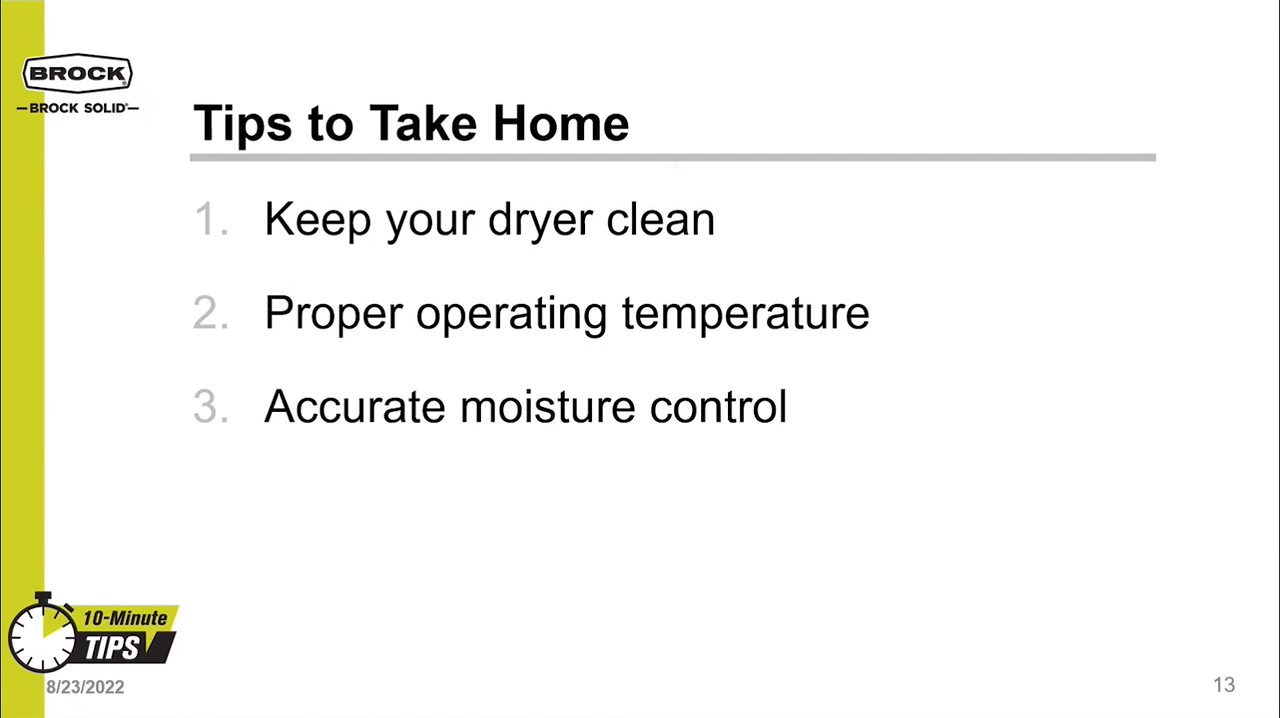 BROCK
BROCK SOLID
Tips to Take Home
1. Keep your dryer clean
2. Proper operating temperature
3. Accurate moisture control
10-Minute
TIPS
8/23/2022
13